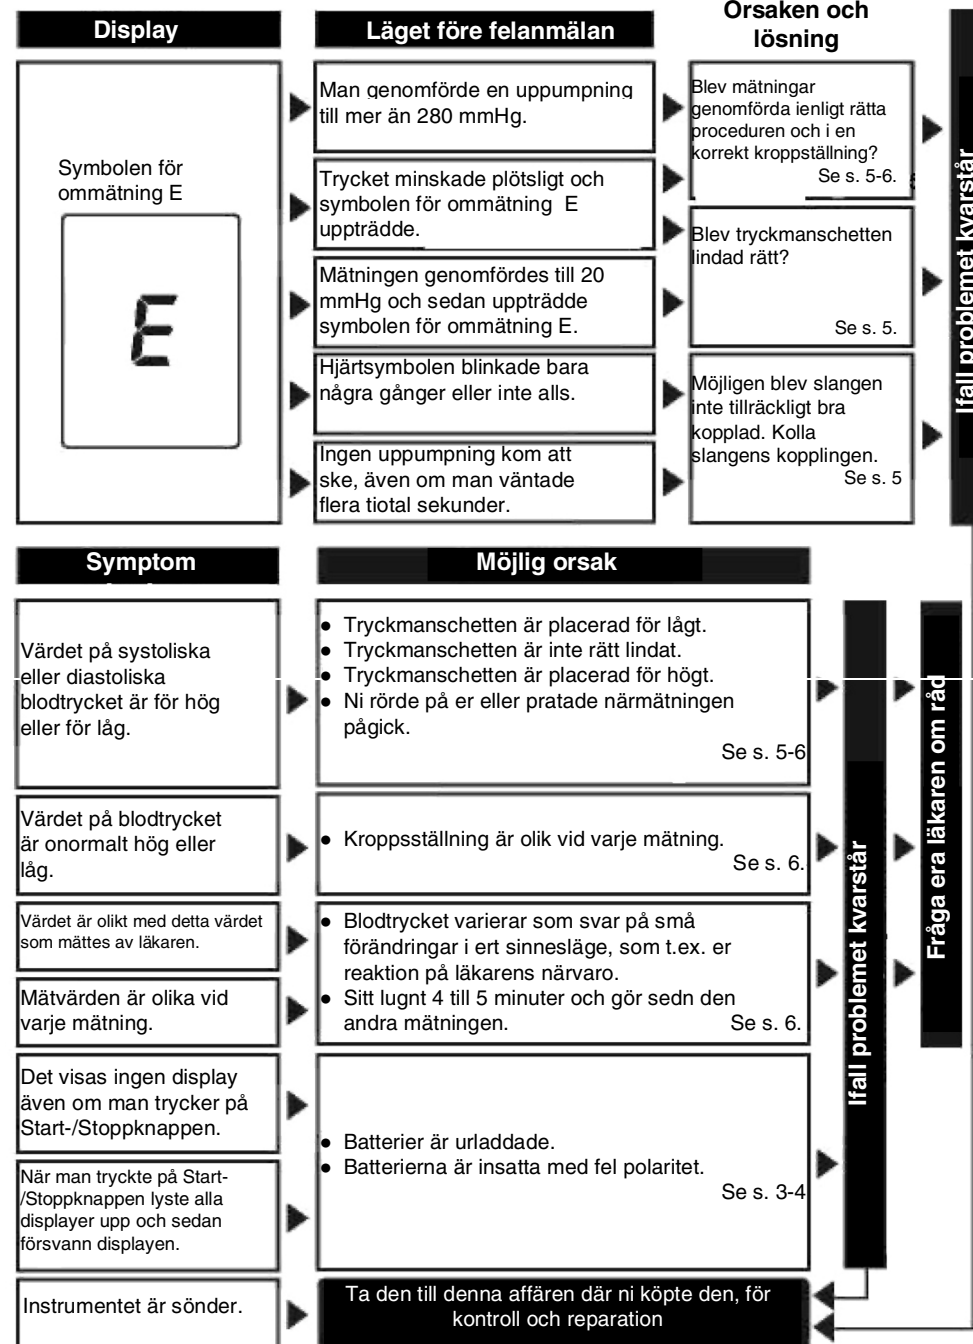 Display
Läget före felanmälan
Orsaken och
lösning
Symbolen för
ommätning E
E
Man genomförde en uppumpning
till mer än 280 mmHg.
Trycket minskade plötsligt och
symbolen för ommätning E
uppträdde.
Mätningen genomfördes till 20
mmHg och sedan uppträdde
symbolen för ommätning E.
Hjärtsymbolen blinkade bara
några gånger eller inte alls.
Ingen uppumpning kom att
ske, även om man väntade
flera tiotal sekunder.
Blev mätningar
genomförda ienligt rätta
proceduren och i en
korrekt kroppställning?
Se s. 5-6.
Blev tryckmanschetten
lindad rätt?
Se s. 5.
Möjligen blev slangen
inte tillräckligt bra
kopplad. Kolla
slangens kopplingen.
Se s. 5
Ifall problemet kvarstår
Symptom
Möjlig orsak
Värdet på systoliska
eller diastoliska
blodtrycket är för hög
eller för låg.
● Tryckmanschetten är placerad för lågt.
● Tryckmanschetten är inte rätt lindat.
● Tryckmanschetten är placerad för högt.
● Ni rörde på er eller pratade närmätningen
pågick.
Se s. 5-6
Värdet på blodtrycket
är onormalt hög eller
låg.
● Kroppsställning är olik vid varje mätning.
Se s. 6.
Värdet är olikt med detta värdet
som mättes av läkaren.
Mätvärden är olika vid
varje mätning.
● Blodtrycket varierar som svar på små
förändringar i ert sinnesläge, som t.ex. er
reaktion på läkarens närvaro.
● Sitt lugnt 4 till 5 minuter och gör sedn den
andra mätningen. Se s. 6.
Det visas ingen display
även om man trycker på
Start-/Stoppknappen.
När man tryckte på Start-
/Stoppknappen lyste alla
displayer upp och sedan
försvann displayen.
● Batterier är urladdade.
● Batterierna är insatta med fel polaritet.
Se s. 3-4
Ifall problemet kvarstår
Fråga era läkaren om råd
Instrumentet är sönder.
Ta den till denna affären där ni köpte den, för
kontroll och reparation